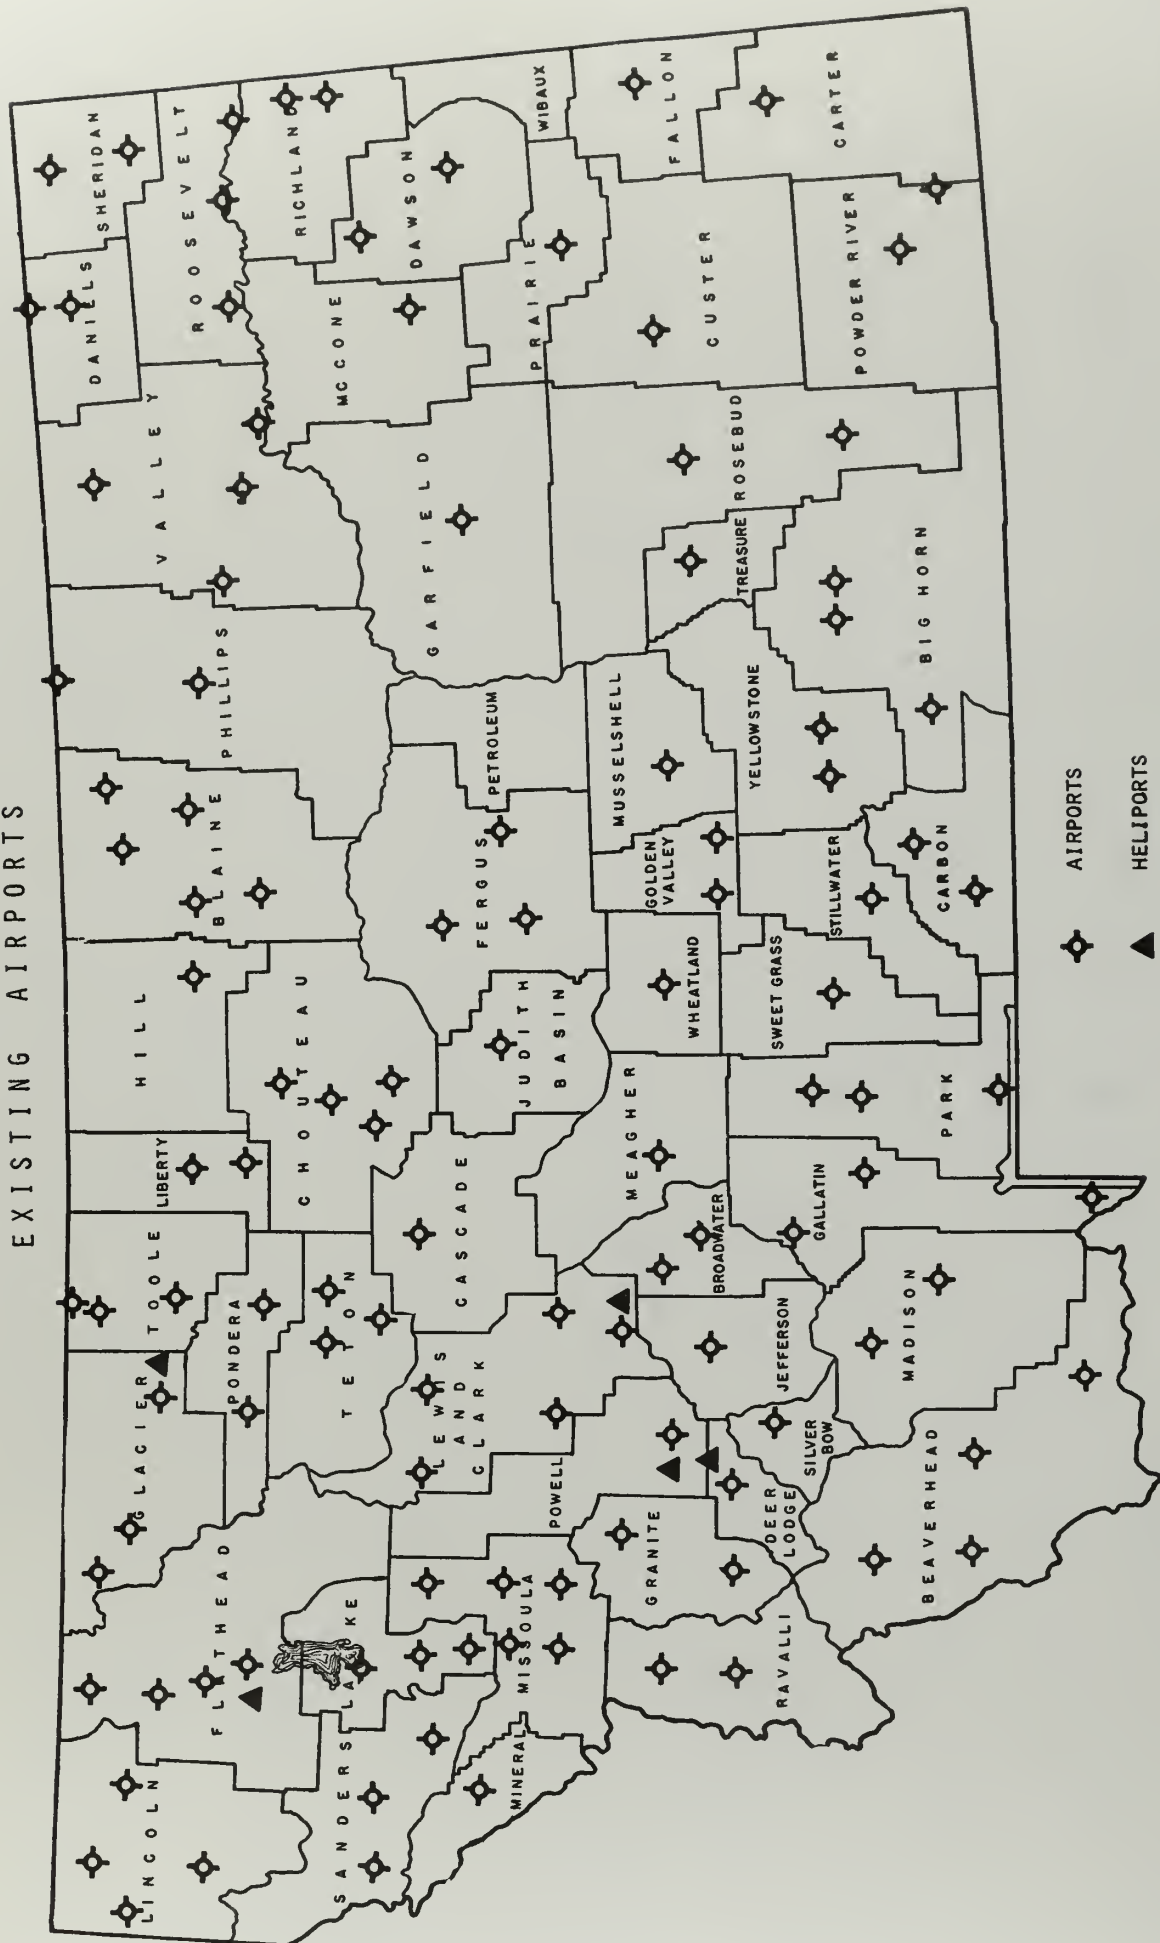 EXISTING AIRPORTS
LINCOLN
FLATHEAD
GLACIER
TOOLE
LIBERTY
HILL
BLAINE
PHILLIPS
VALLEY
DANIELS
SHERIDAN
ROOSEVELT
RICHLAND
SANDERS
LAKE
PONDERA
TETON
CHOUTEAU
MCCONE
DAWSON
MINERAL
MISSOULA
POWELL
LEWIS
AND
CLARK
CASCADE
JUDITH
BASIN
FERGUS
PETROLEUM
GARFIELD
PRAIRIE
WIBAUX
RAVALLI
GRANITE
DEER
LODGE
SILVER
BOW
JEFFERSON
BROADWATER
MEAGHER
WHEATLAND
GOLDEN
VALLEY
MUSSELSHELL
TREASURE
ROSEBUD
CUSTER
FALLON
BEAVERHEAD
MADISON
GALLATIN
PARK
SWEET GRASS
STILLWATER
YELLOWSTONE
CARBON
BIG HORN
POWDER RIVER
CARTER
AIRPORTS
HELIPORTS